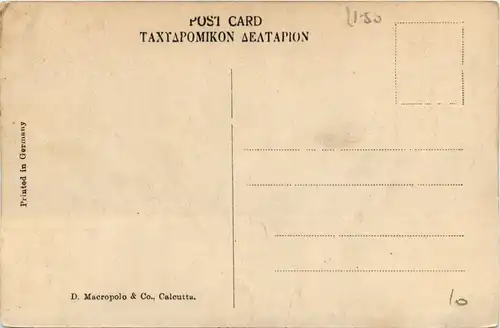 POST CARD
ΤΑΧΥΔΡΟΜΙΚΟΝ ΔΕΛΤΑΡΙΟΝ
Printed in Germany
D. Macropolo & Co., Calcutta.
10